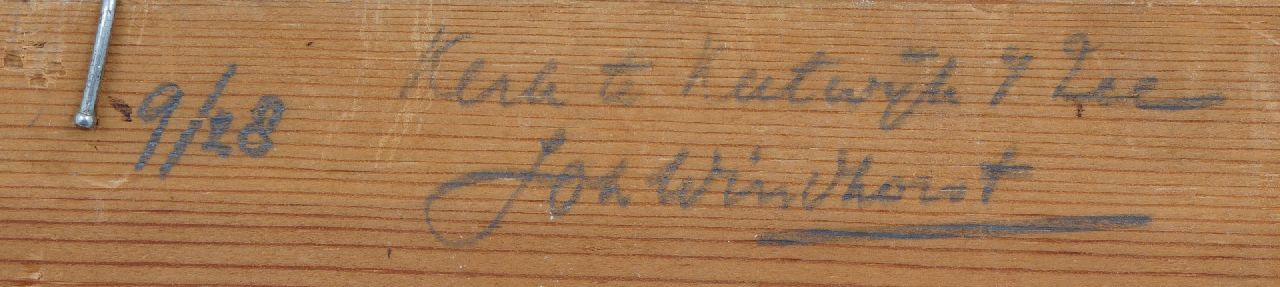 9/28 Kerk te Katwijk a/ Zee
Joh Windhorst